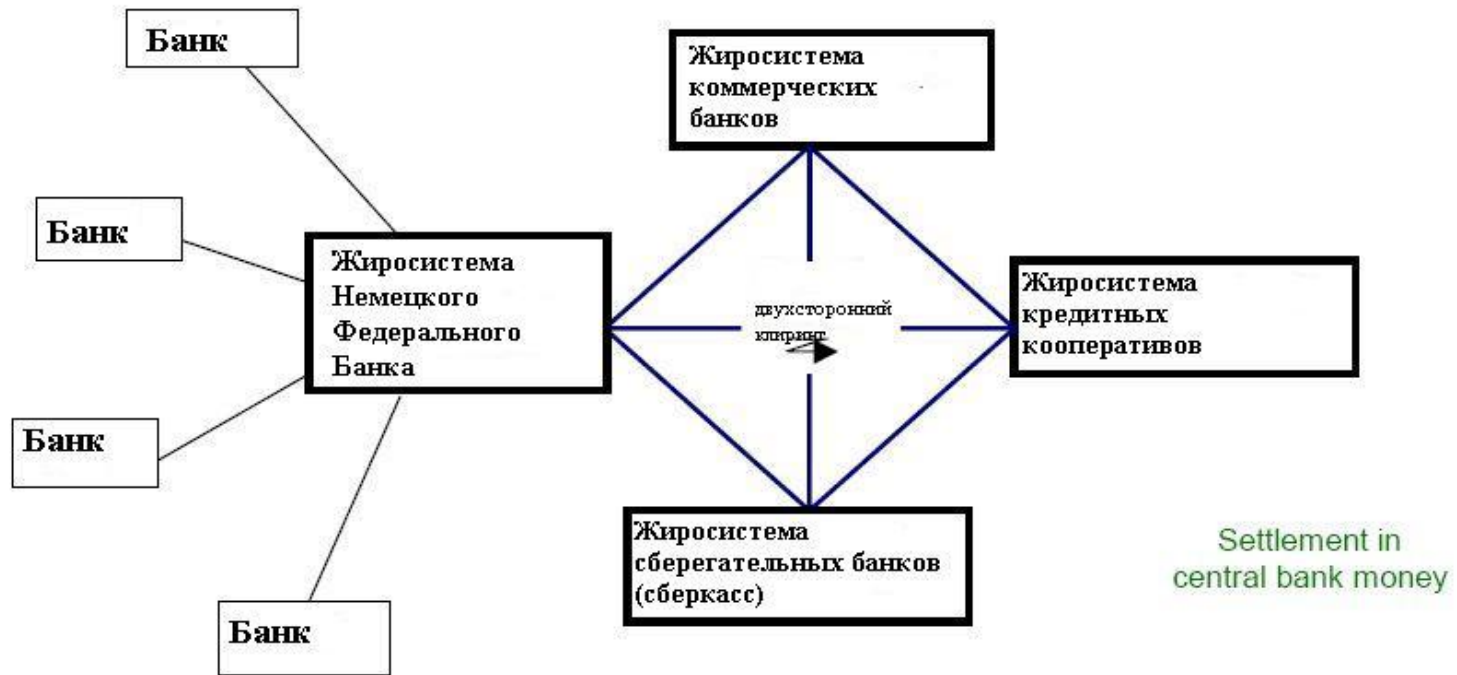 Банк
Жиросистема
коммерческих
банков
Банк
Жиросистема
Немецкого
Федерального
Банка
двухсторонний
клиринг
Жиросистема
кредитных
кооперативов
Банк
Жиросистема
сберегательных банков
(сберкасс)
Settlement in
central bank money
Банк